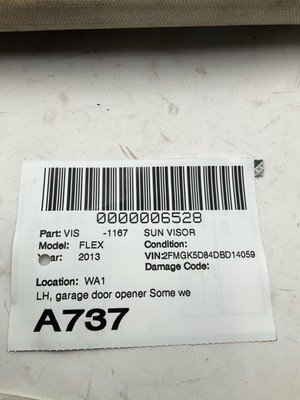 0000006528
Part: VIS -1167 SUN VISOR
Model: FLEX Condition:
ar: 2013 VIN:2FMGK5D84DBD14059
Damage Code:
Location: WA1
LH, garage door opener Some we
A737